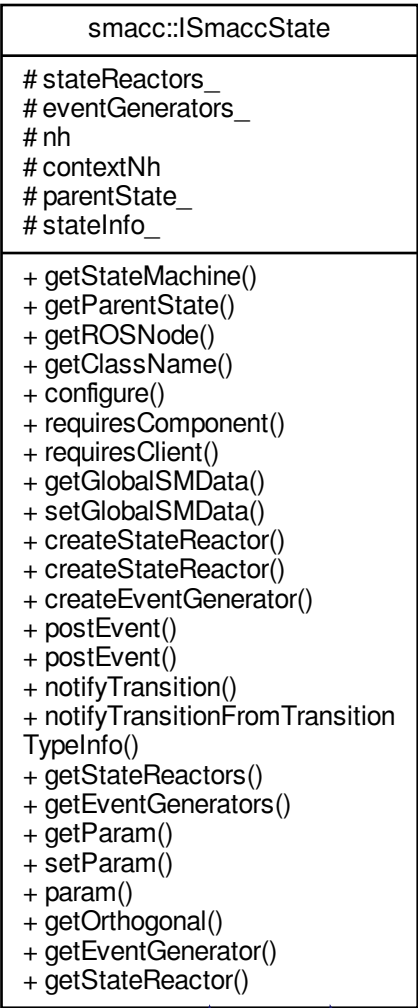 smacc::ISmaccState
# stateReactors_
# eventGenerators_
# nh
# contextNh
# parentState_
# stateInfo_
+ getStateMachine()
+ getParentState()
+ getROSNode()
+ getClassName()
+ configure()
+ requiresComponent()
+ requiresClient()
+ getGlobalSMData()
+ setGlobalSMData()
+ createStateReactor()
+ createStateReactor()
+ createEventGenerator()
+ postEvent()
+ postEvent()
+ notifyTransition()
+ notifyTransitionFromTransition
TypeInfo()
+ getStateReactors()
+ getEventGenerators()
+ getParam()
+ setParam()
+ param()
+ getOrthogonal()
+ getEventGenerator()
+ getStateReactor()